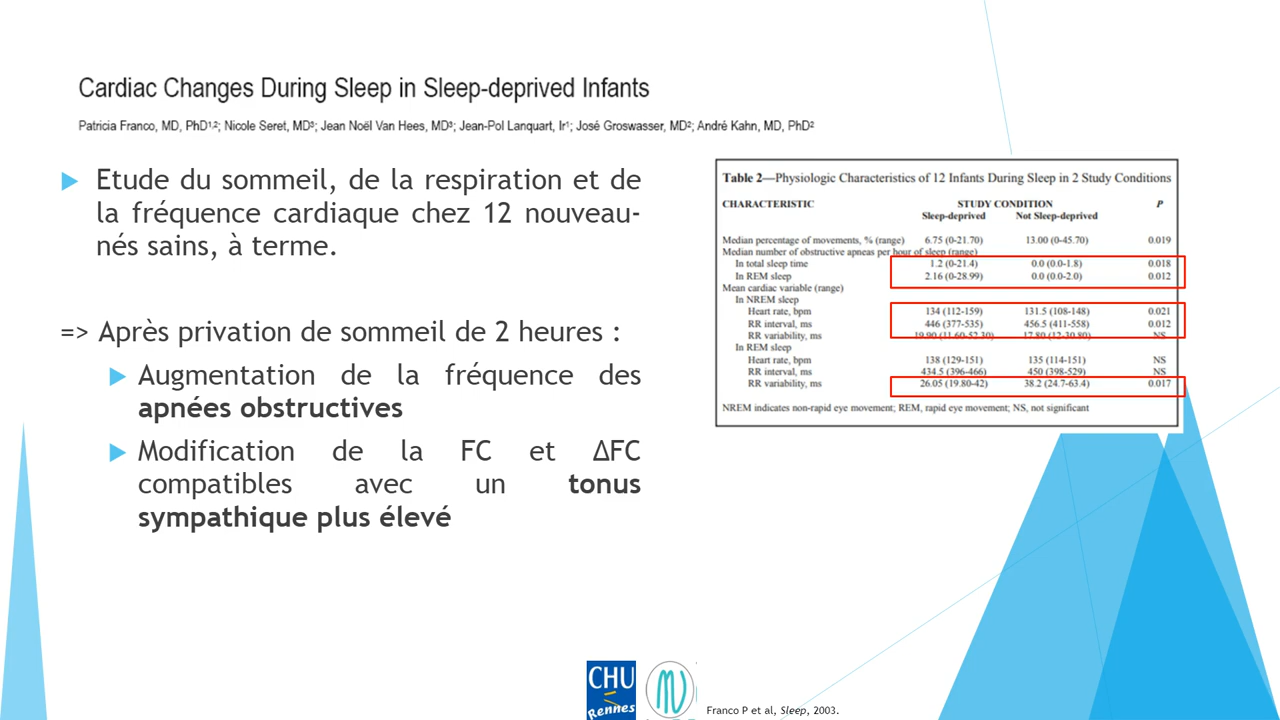 Cardiac Changes During Sleep in Sleep-deprived Infants
Patricia Franco, MD, PhD¹,²; Nicole Seret, MD³; Jean Noël Van Hees, MD³; Jean-Pol Lanquart, Ir¹; José Groswasser, MD²; André Kahn, MD, PhD²
Etude du sommeil, de la respiration et de
la fréquence cardiaque chez 12 nouveau-
nés sains, à terme.
=> Après privation de sommeil de 2 heures :
Augmentation de la fréquence des
apnées obstructives
Modification de la FC et ΔFC
compatibles avec un tonus
sympathique plus élevé
Table 2—Physiologic Characteristics of 12 Infants During Sleep in 2 Study Conditions
CHARACTERISTIC STUDY CONDITION P
Sleep-deprived Not Sleep-deprived
Median percentage of movements, % (range) 6.75 (0-21.70) 13.00 (0-45.70) 0.019
Median number of obstructive apneas per hour of sleep (range)
In total sleep time 1.2 (0-21.4) 0.0 (0.0-1.8) 0.018
In REM sleep 2.16 (0-28.99) 0.0 (0.0-2.0) 0.012
Mean cardiac variable (range)
In NREM sleep
Heart rate, bpm 134 (112-159) 131.5 (108-148) 0.021
RR interval, ms 446 (377-535) 456.5 (411-558) 0.012
RR variability, ms 19.90 (11.60-52.30) 17.80 (12-30.80) NS
In REM sleep
Heart rate, bpm 138 (129-151) 135 (114-151) NS
RR interval, ms 434.5 (396-466) 450 (398-529) NS
RR variability, ms 26.05 (19.80-42) 38.2 (24.7-63.4) 0.017
NREM indicates non-rapid eye movement; REM, rapid eye movement; NS, not significant
CHU
Rennes
Franco P et al, Sleep, 2003.